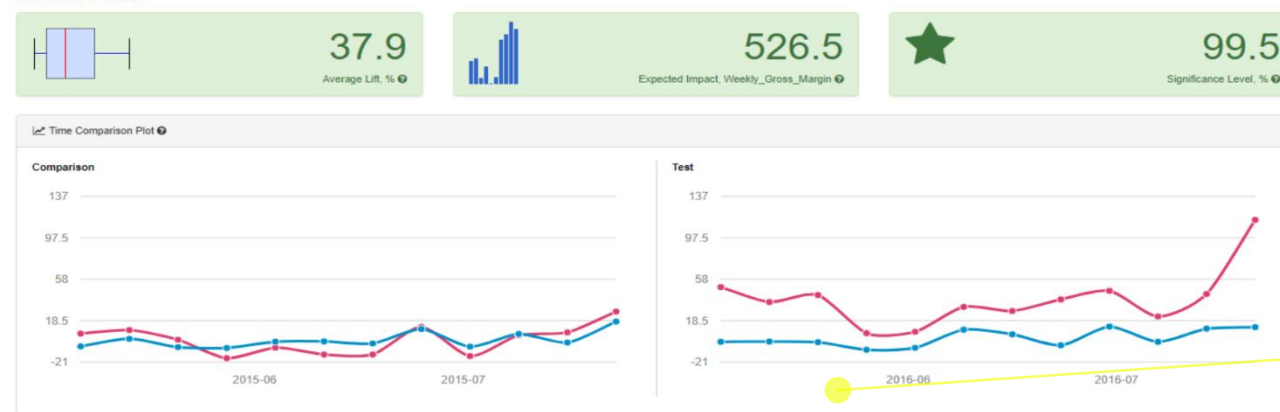 37.9
Average Lift, %
526.5
Expected Impact, Weekly_Gross_Margin
99.5
Significance Level, %
Time Comparison Plot
Comparison
137
97.5
58
18.5
-21
2015-06 2015-07
Test
137
97.5
58
18.5
-21
2016-06 2016-07